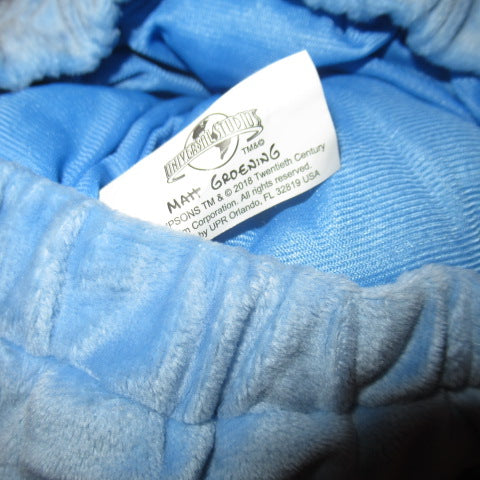 UNIVERSAL STUDIOS
TM&©
MATT GROENING
PSONS TM & © 2018 Twentieth Century
m Corporation. All rights reserved.
by UPR Orlando, FL 32819 USA